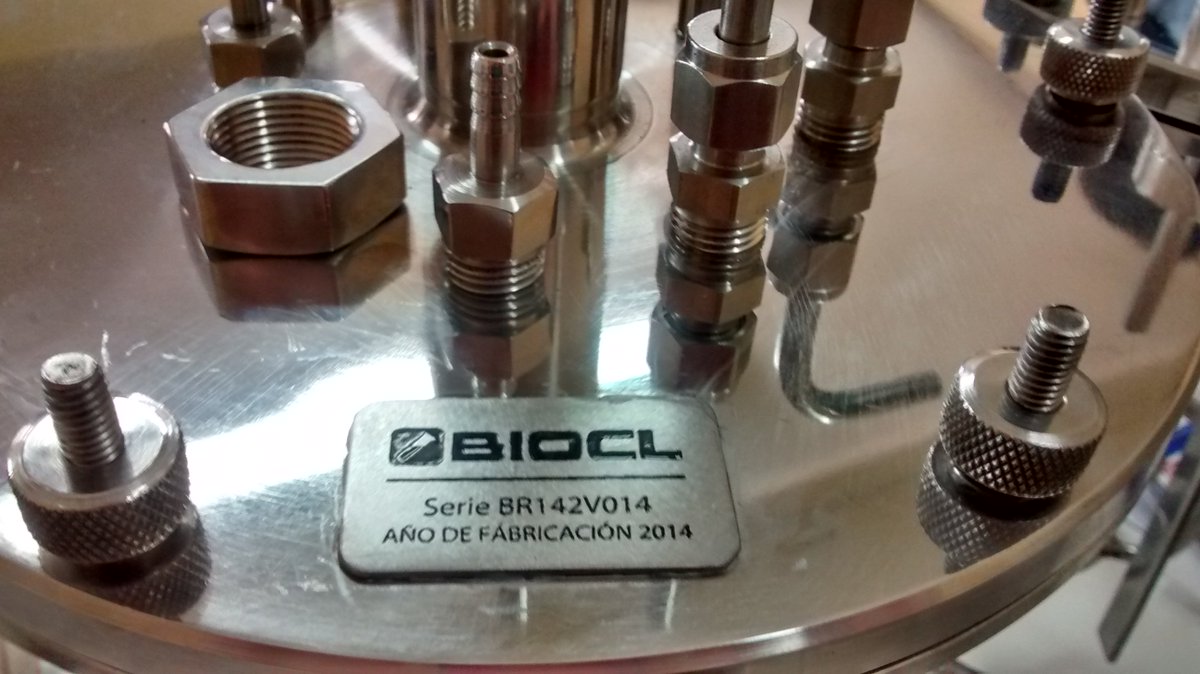 BIOCL
Serie BR142V014
AÑO DE FÁBRICACIÓN 2014